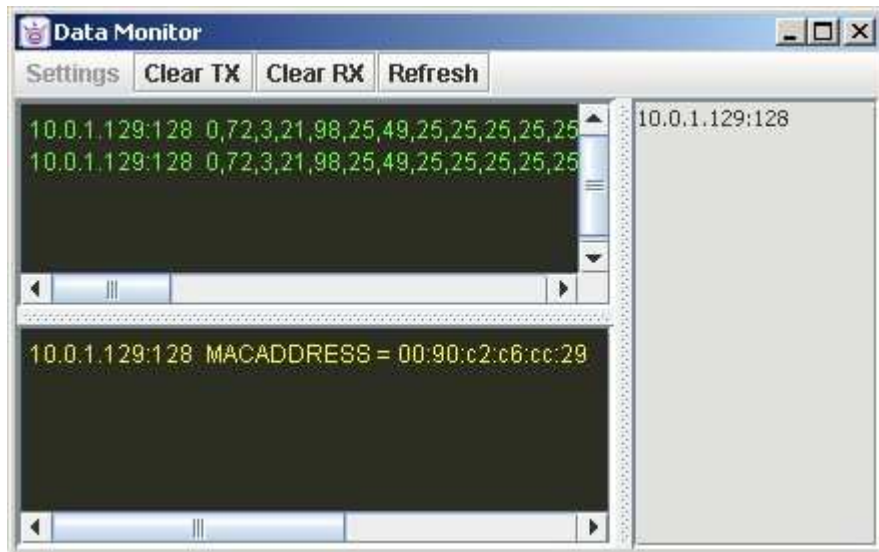 Data Monitor
Settings Clear TX Clear RX Refresh
10.0.1.129:128 0,72,3,21,98,25,49,25,25,25,25,25
10.0.1.129:128 0,72,3,21,98,25,49,25,25,25,25,25
10.0.1.129:128
10.0.1.129:128 MACADDRESS = 00:90:c2:c6:cc:29